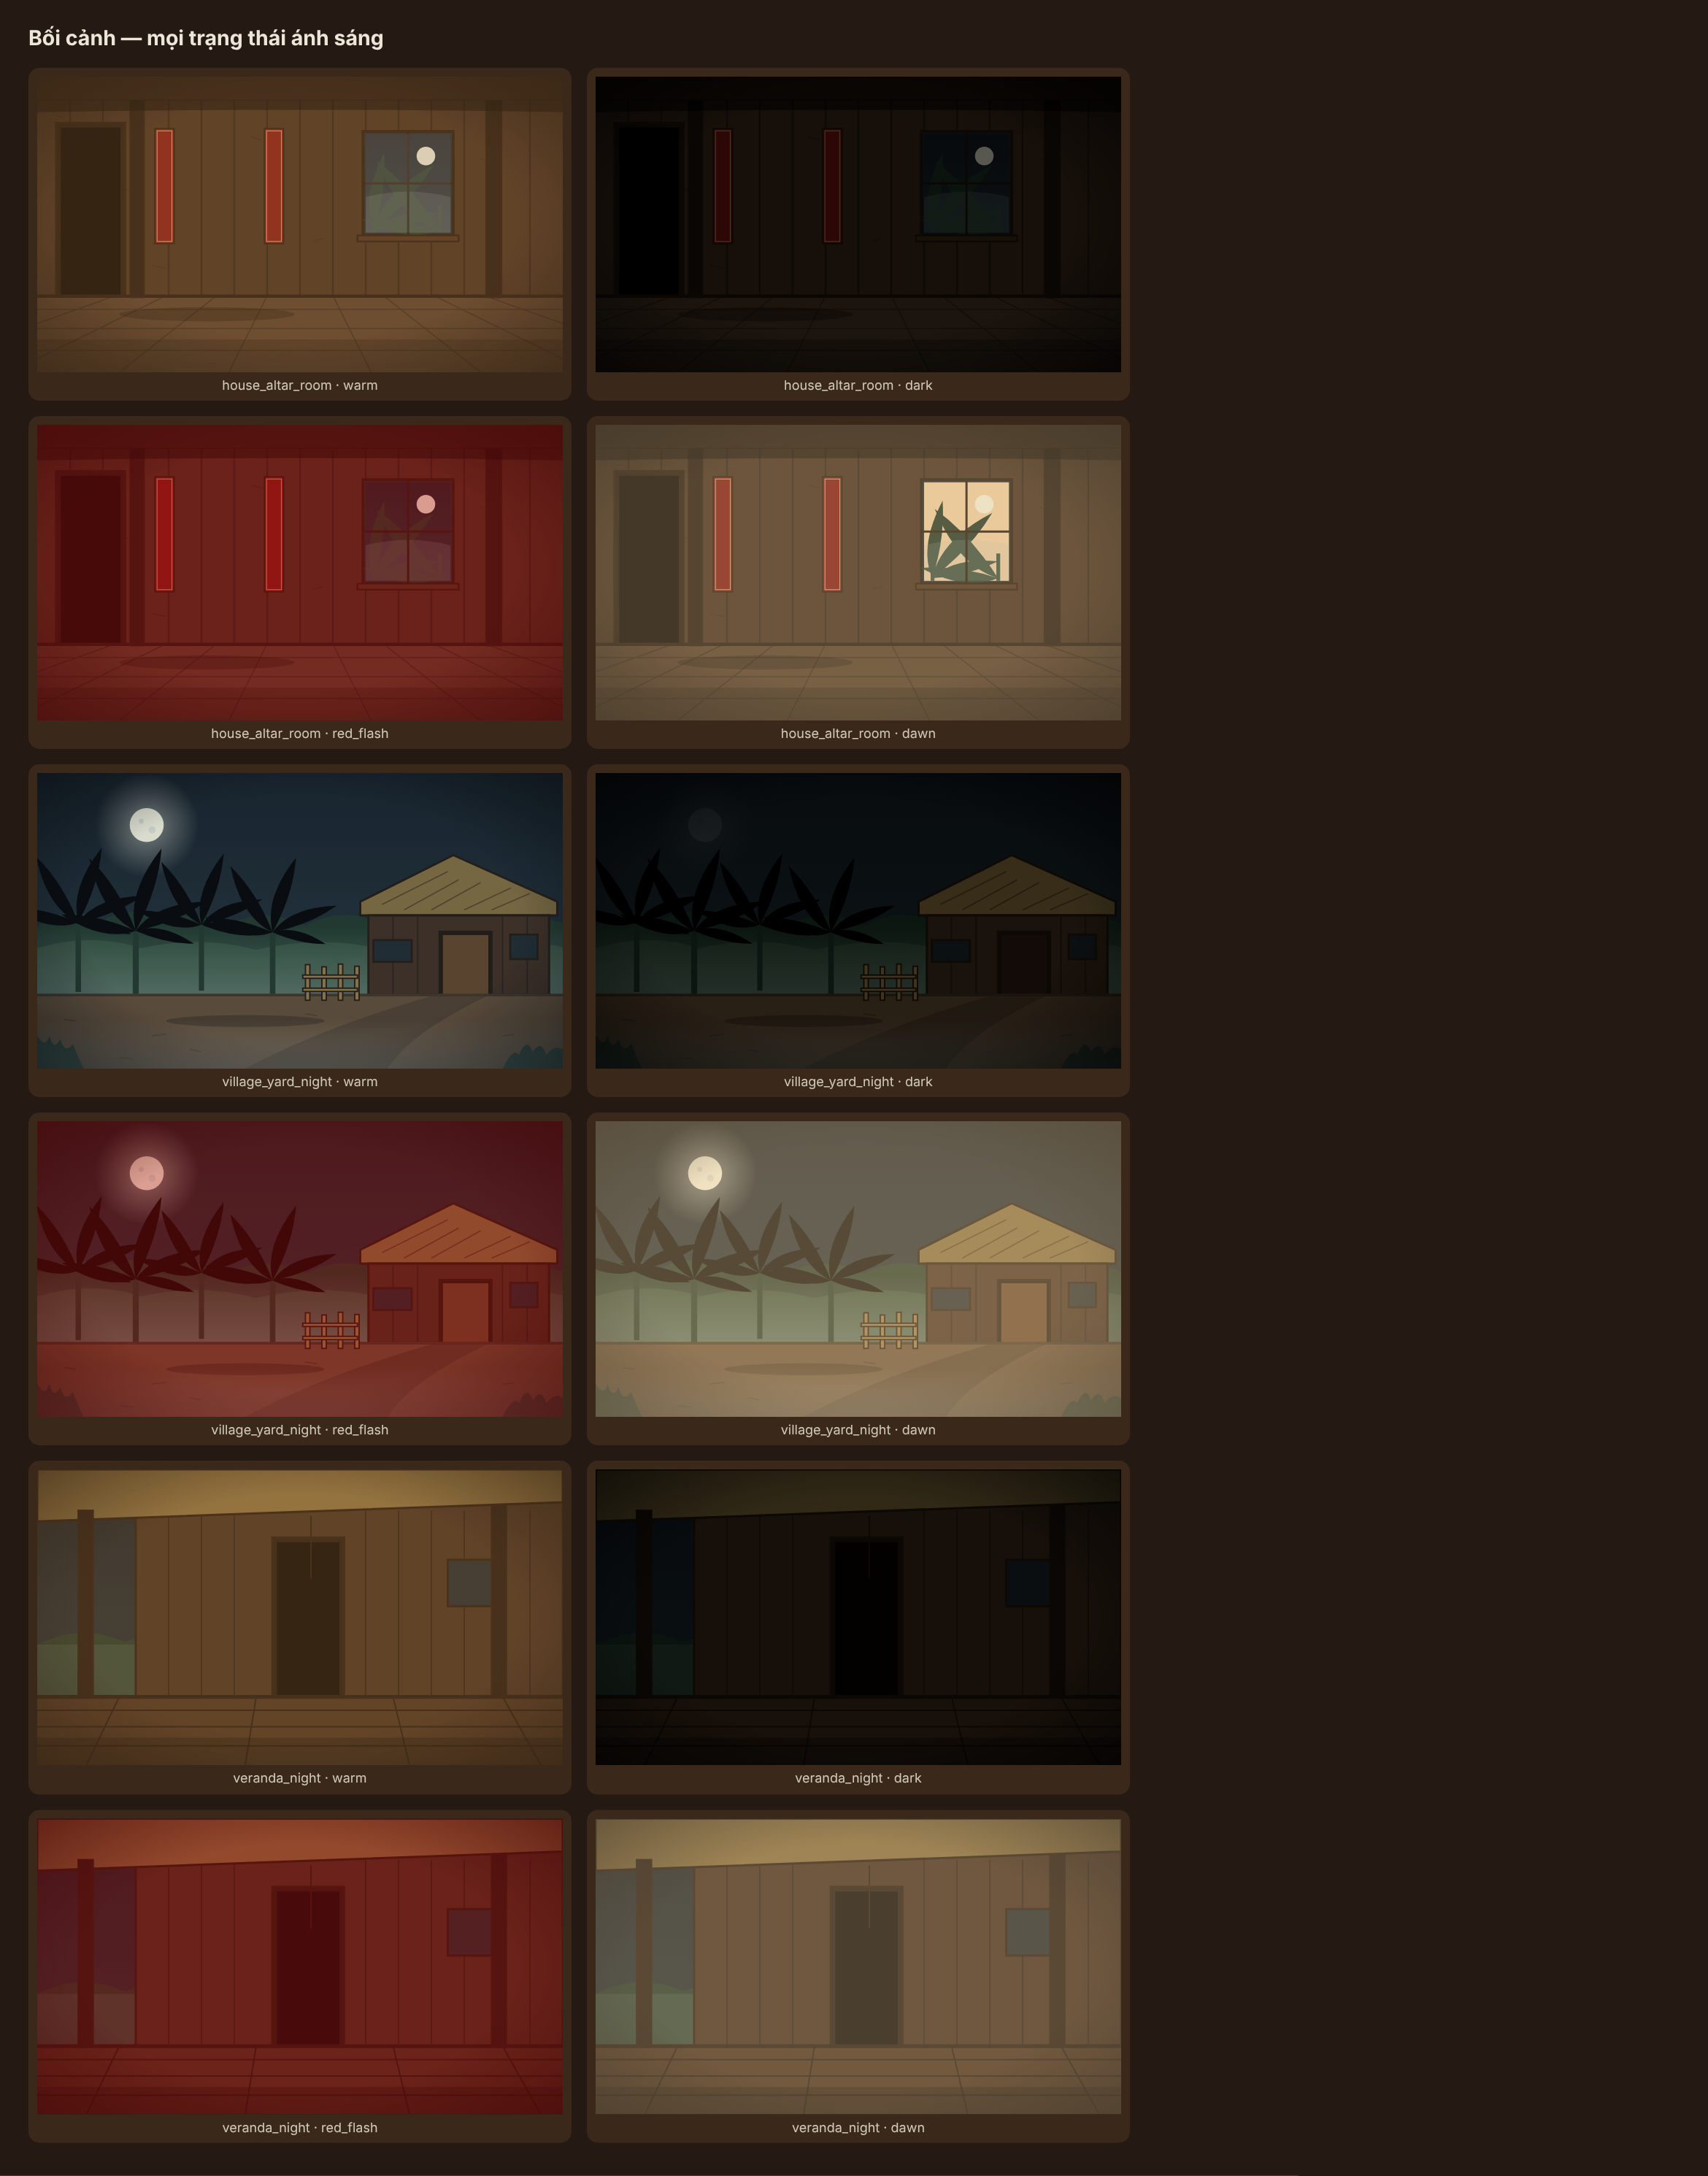 Bối cảnh — mọi trạng thái ánh sáng
house_altar_room · warm
house_altar_room · dark
house_altar_room · red_flash
house_altar_room · dawn
village_yard_night · warm
village_yard_night · dark
village_yard_night · red_flash
village_yard_night · dawn
veranda_night · warm
veranda_night · dark
veranda_night · red_flash
veranda_night · dawn